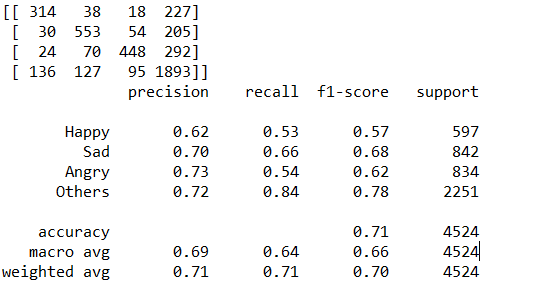 [[ 314 38 18 227]
[ 30 553 54 205]
[ 24 70 448 292]
[ 136 127 95 1893]]
precision recall f1-score support
Happy 0.62 0.53 0.57 597
Sad 0.70 0.66 0.68 842
Angry 0.73 0.54 0.62 834
Others 0.72 0.84 0.78 2251
accuracy 0.71 4524
macro avg 0.69 0.64 0.66 4524
weighted avg 0.71 0.71 0.70 4524